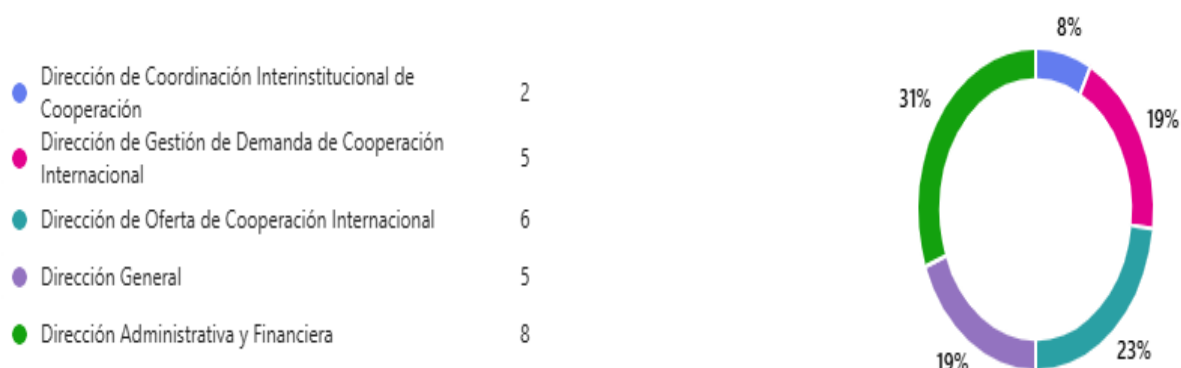 8%
Dirección de Coordinación Interinstitucional de
Cooperación
2
31%
19%
Dirección de Gestión de Demanda de Cooperación
Internacional
5
Dirección de Oferta de Cooperación Internacional
6
Dirección General
5
Dirección Administrativa y Financiera
8
23%
19%